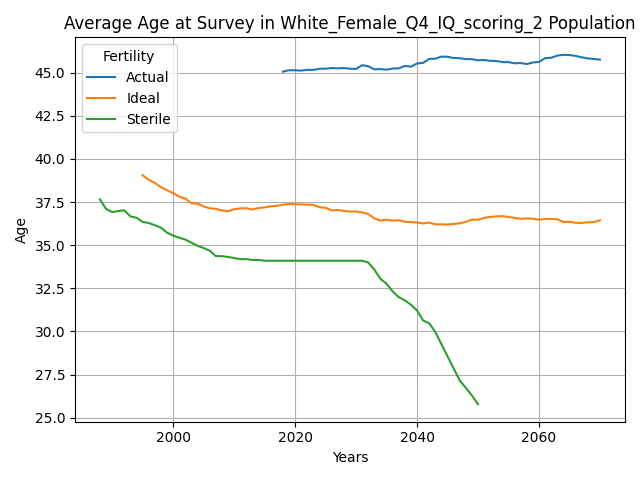 Average Age at Survey in White_Female_Q4_IQ_scoring_2 Population
Fertility
Actual
Ideal
Sterile
45.0
42.5
40.0
37.5
35.0
32.5
30.0
27.5
25.0
Age
2000
2020
2040
2060
Years